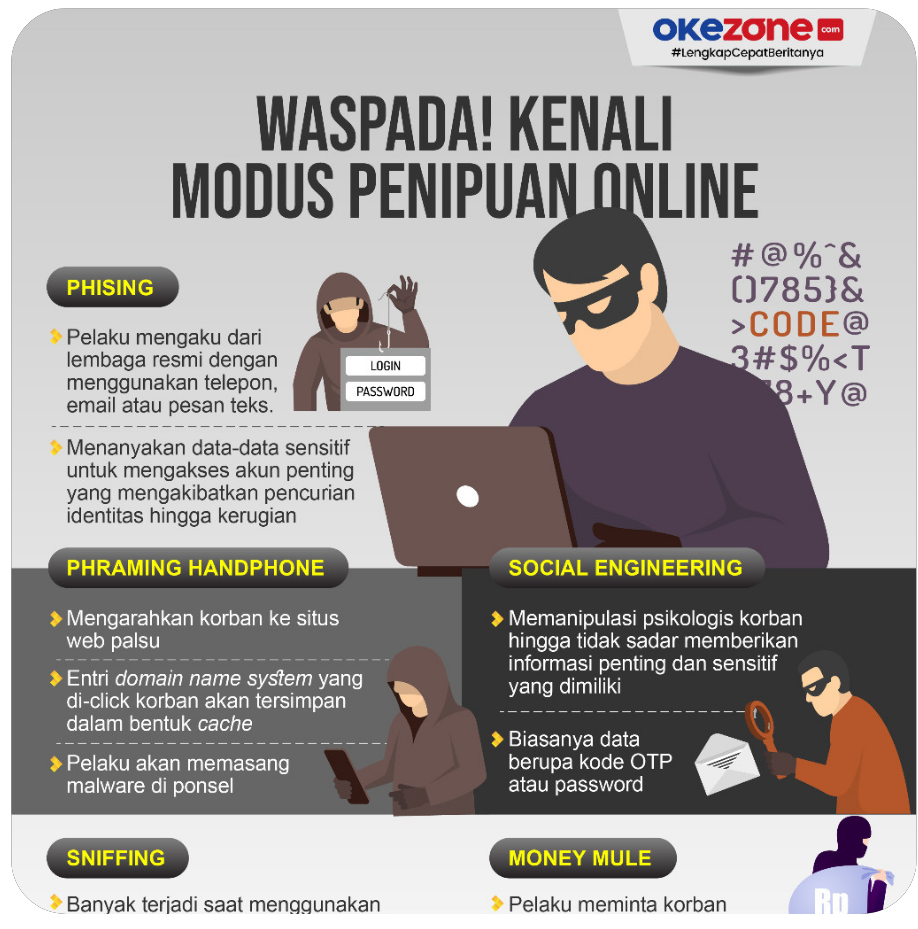 OKEZONE.com
#LengkapCepatBeritanya
WASPADA! KENALI
MODUS PENIPUAN ONLINE
#@%^&
()785}&
>CODE@
3#$%<T
8+Y@
PHISING
Pelaku mengaku dari
lembaga resmi dengan
menggunakan telepon,
email atau pesan teks.
LOGIN
PASSWORD
Menanyakan data-data sensitif
untuk mengakses akun penting
yang mengakibatkan pencurian
identitas hingga kerugian
PHRAMING HANDPHONE
Mengarahkan korban ke situs
web palsu
Entri domain name system yang
di-click korban akan tersimpan
dalam bentuk cache
Pelaku akan memasang
malware di ponsel
SOCIAL ENGINEERING
Memanipulasi psikologis korban
hingga tidak sadar memberikan
informasi penting dan sensitif
yang dimiliki
Biasanya data
berupa kode OTP
atau password
SNIFFING
Banyak terjadi saat menggunakan
MONEY MULE
Pelaku meminta korban
Rp